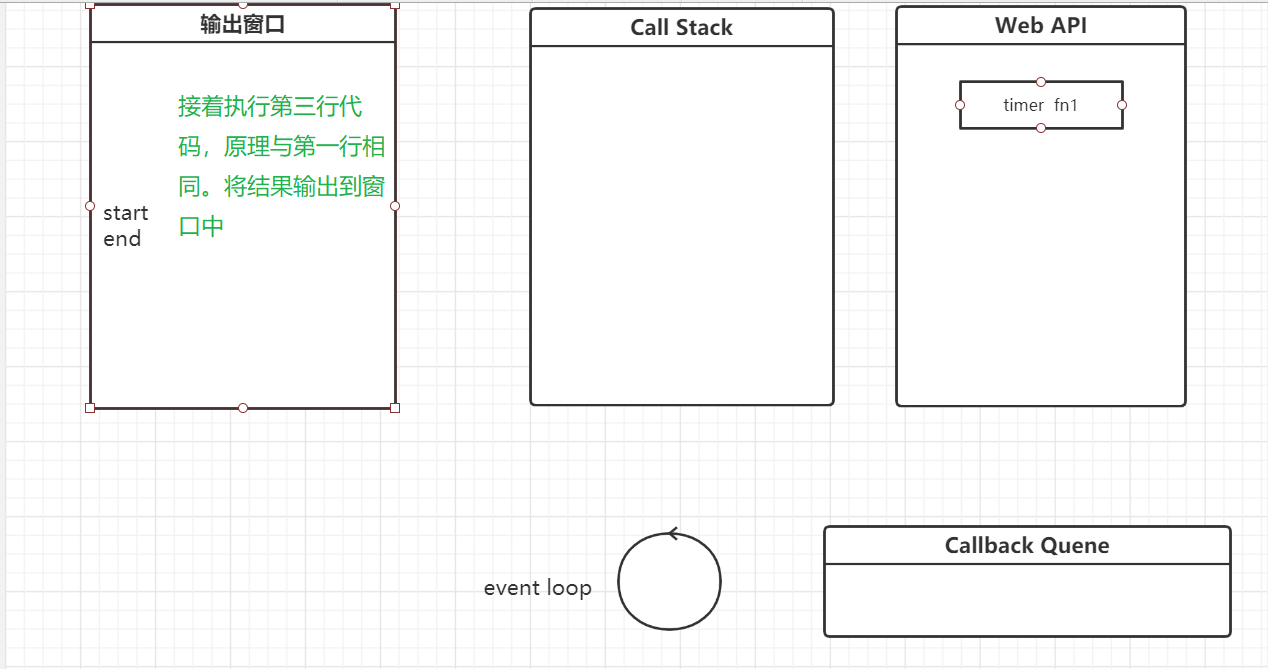 输出窗口
接着执行第三行代
码，原理与第一行相
同。将结果输出到窗
口中
start
end
Call Stack
Web API
timer fn1
event loop
Callback Quene